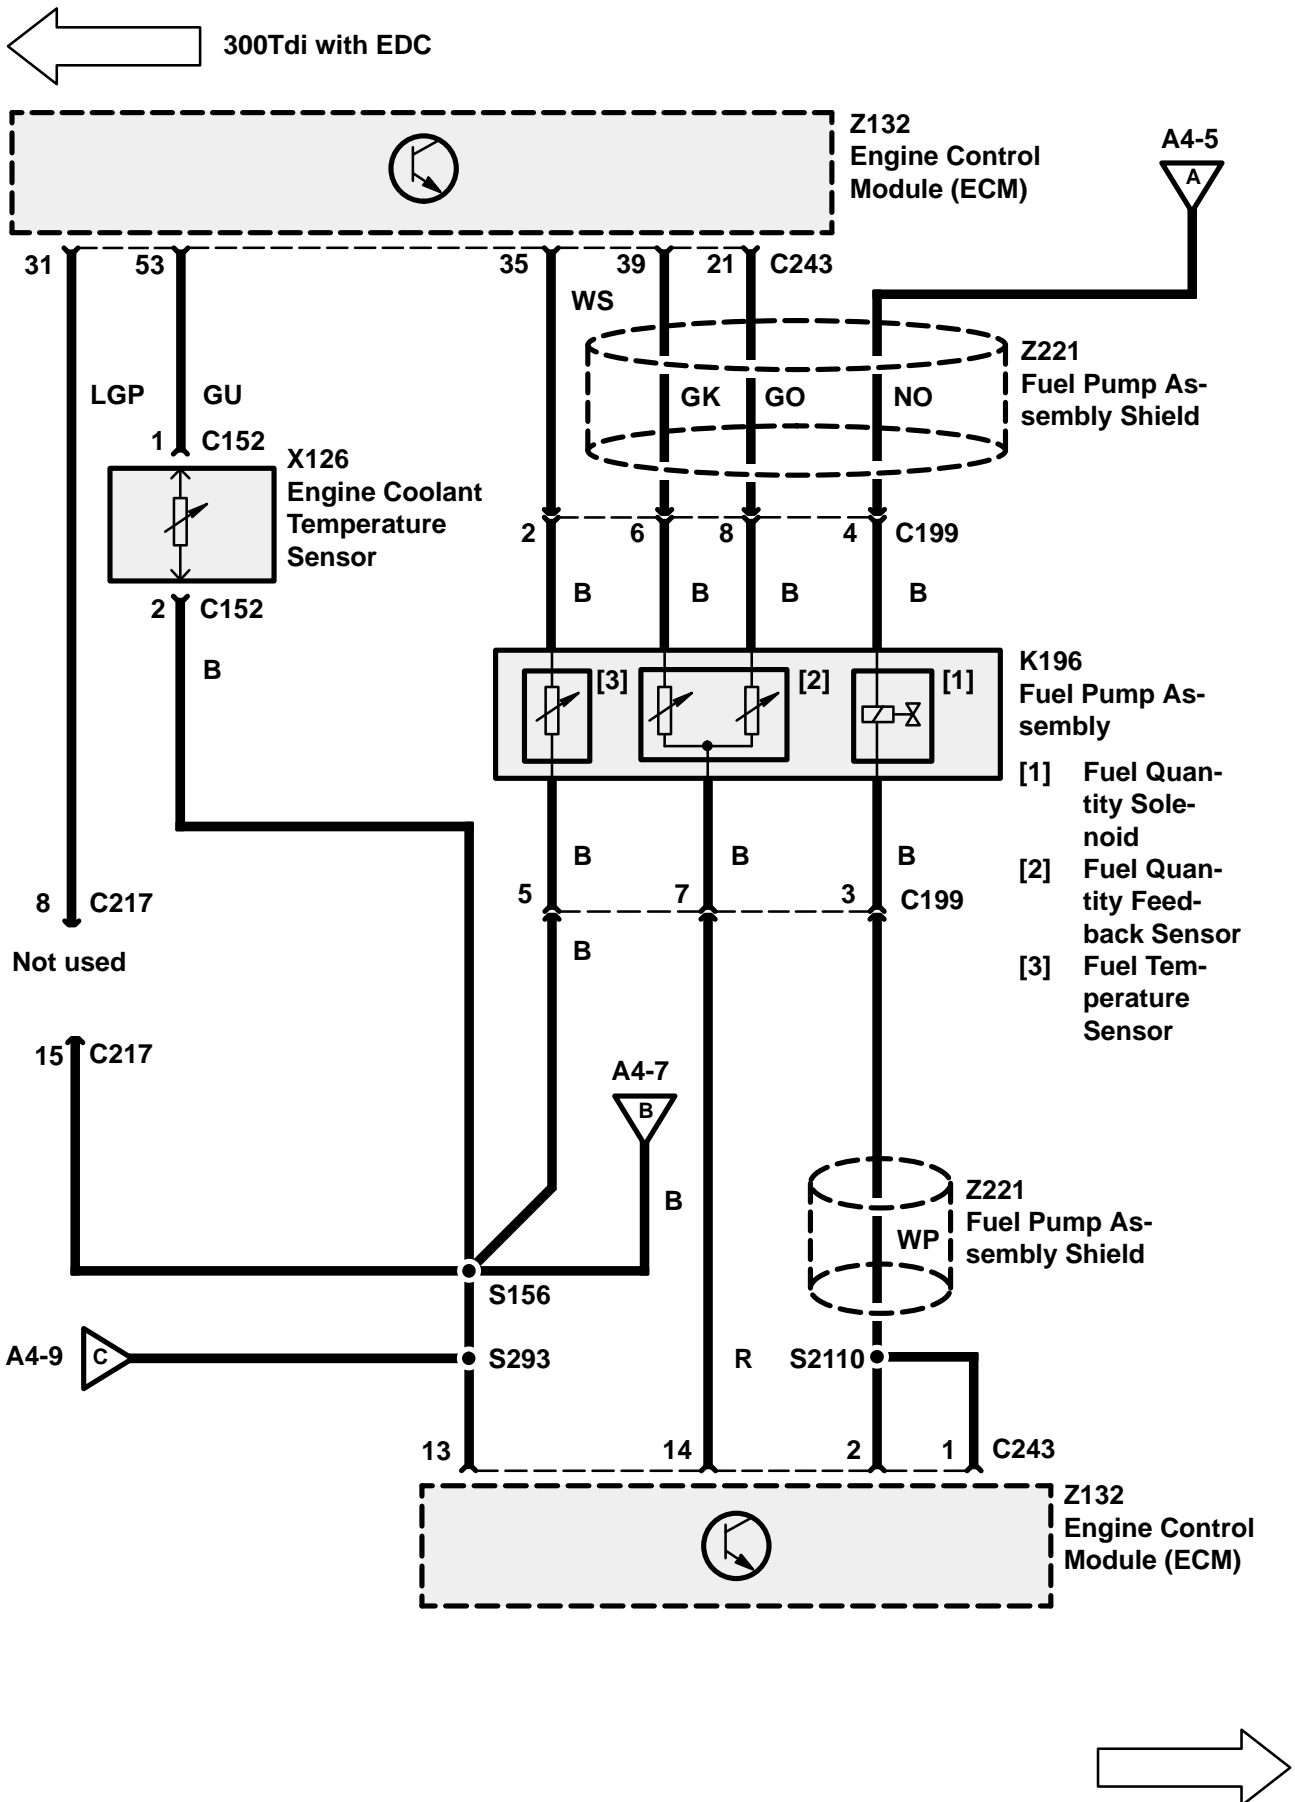 300Tdi with EDC
Z132
Engine Control
Module (ECM)
A4-5
A
31
53
35
39
21
C243
WS
Z221
Fuel Pump As-
sembly Shield
LGP
GU
GK
GO
NO
1
C152
X126
Engine Coolant
Temperature
Sensor
2
6
8
4
C199
2
C152
B
B
B
B
B
[3]
[2]
[1]
K196
Fuel Pump As-
sembly
[1] Fuel Quan-
tity Sole-
noid
[2] Fuel Quan-
tity Feed-
back Sensor
[3] Fuel Tem-
perature
Sensor
B
B
B
5
7
3
C199
8
C217
B
Not used
15
C217
A4-7
B
B
Z221
Fuel Pump As-
sembly Shield
WP
S156
A4-9
C
S293
R
S2110
13
14
2
1
C243
Z132
Engine Control
Module (ECM)